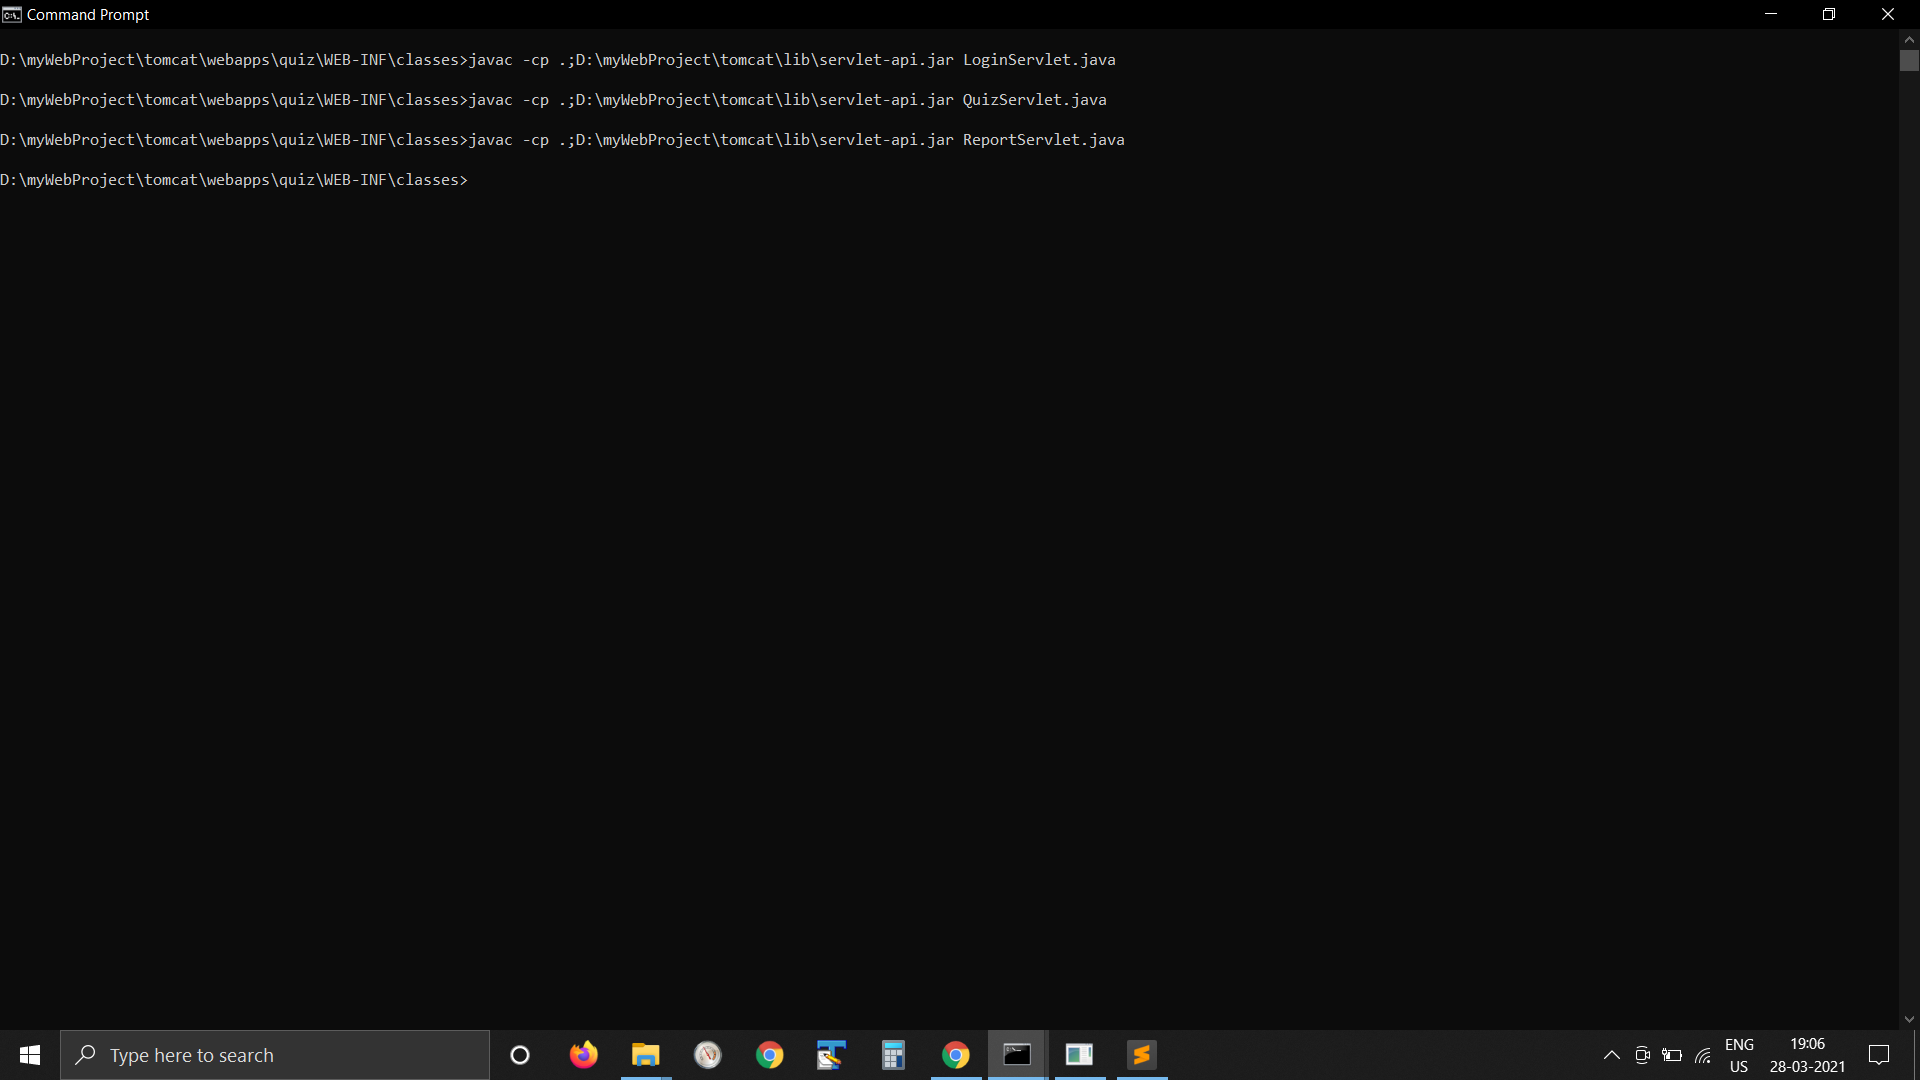 Command Prompt
D:\myWebProject\tomcat\webapps\quiz\WEB-INF\classes>javac -cp .;D:\myWebProject\tomcat\lib\servlet-api.jar LoginServlet.java
D:\myWebProject\tomcat\webapps\quiz\WEB-INF\classes>javac -cp .;D:\myWebProject\tomcat\lib\servlet-api.jar QuizServlet.java
D:\myWebProject\tomcat\webapps\quiz\WEB-INF\classes>javac -cp .;D:\myWebProject\tomcat\lib\servlet-api.jar ReportServlet.java
D:\myWebProject\tomcat\webapps\quiz\WEB-INF\classes>
Type here to search
ENG
US
19:06
28-03-2021